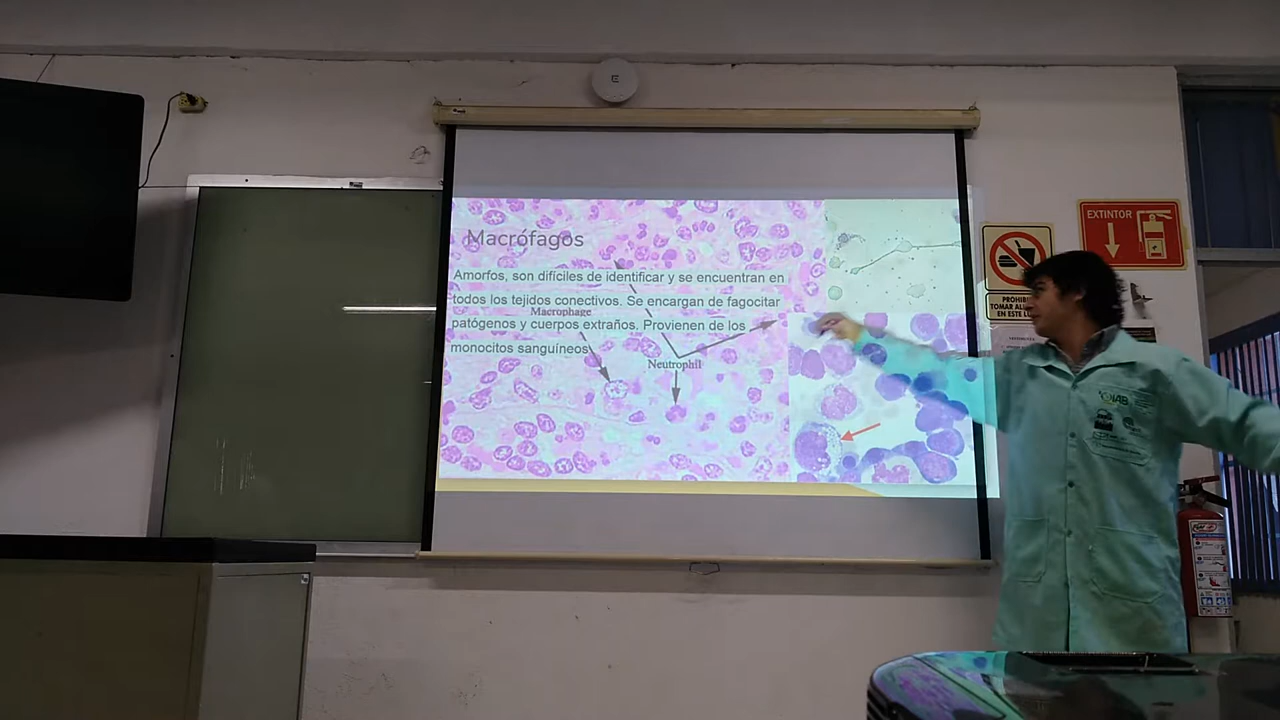 Macrófagos
Amorfos, son difíciles de identificar y se encuentran en
todos los tejidos conectivos. Se encargan de fagocitar
Macrophage
patógenos y cuerpos extraños. Provienen de los
monocitos sanguíneos
Neutrophil
EXTINTOR
IAB